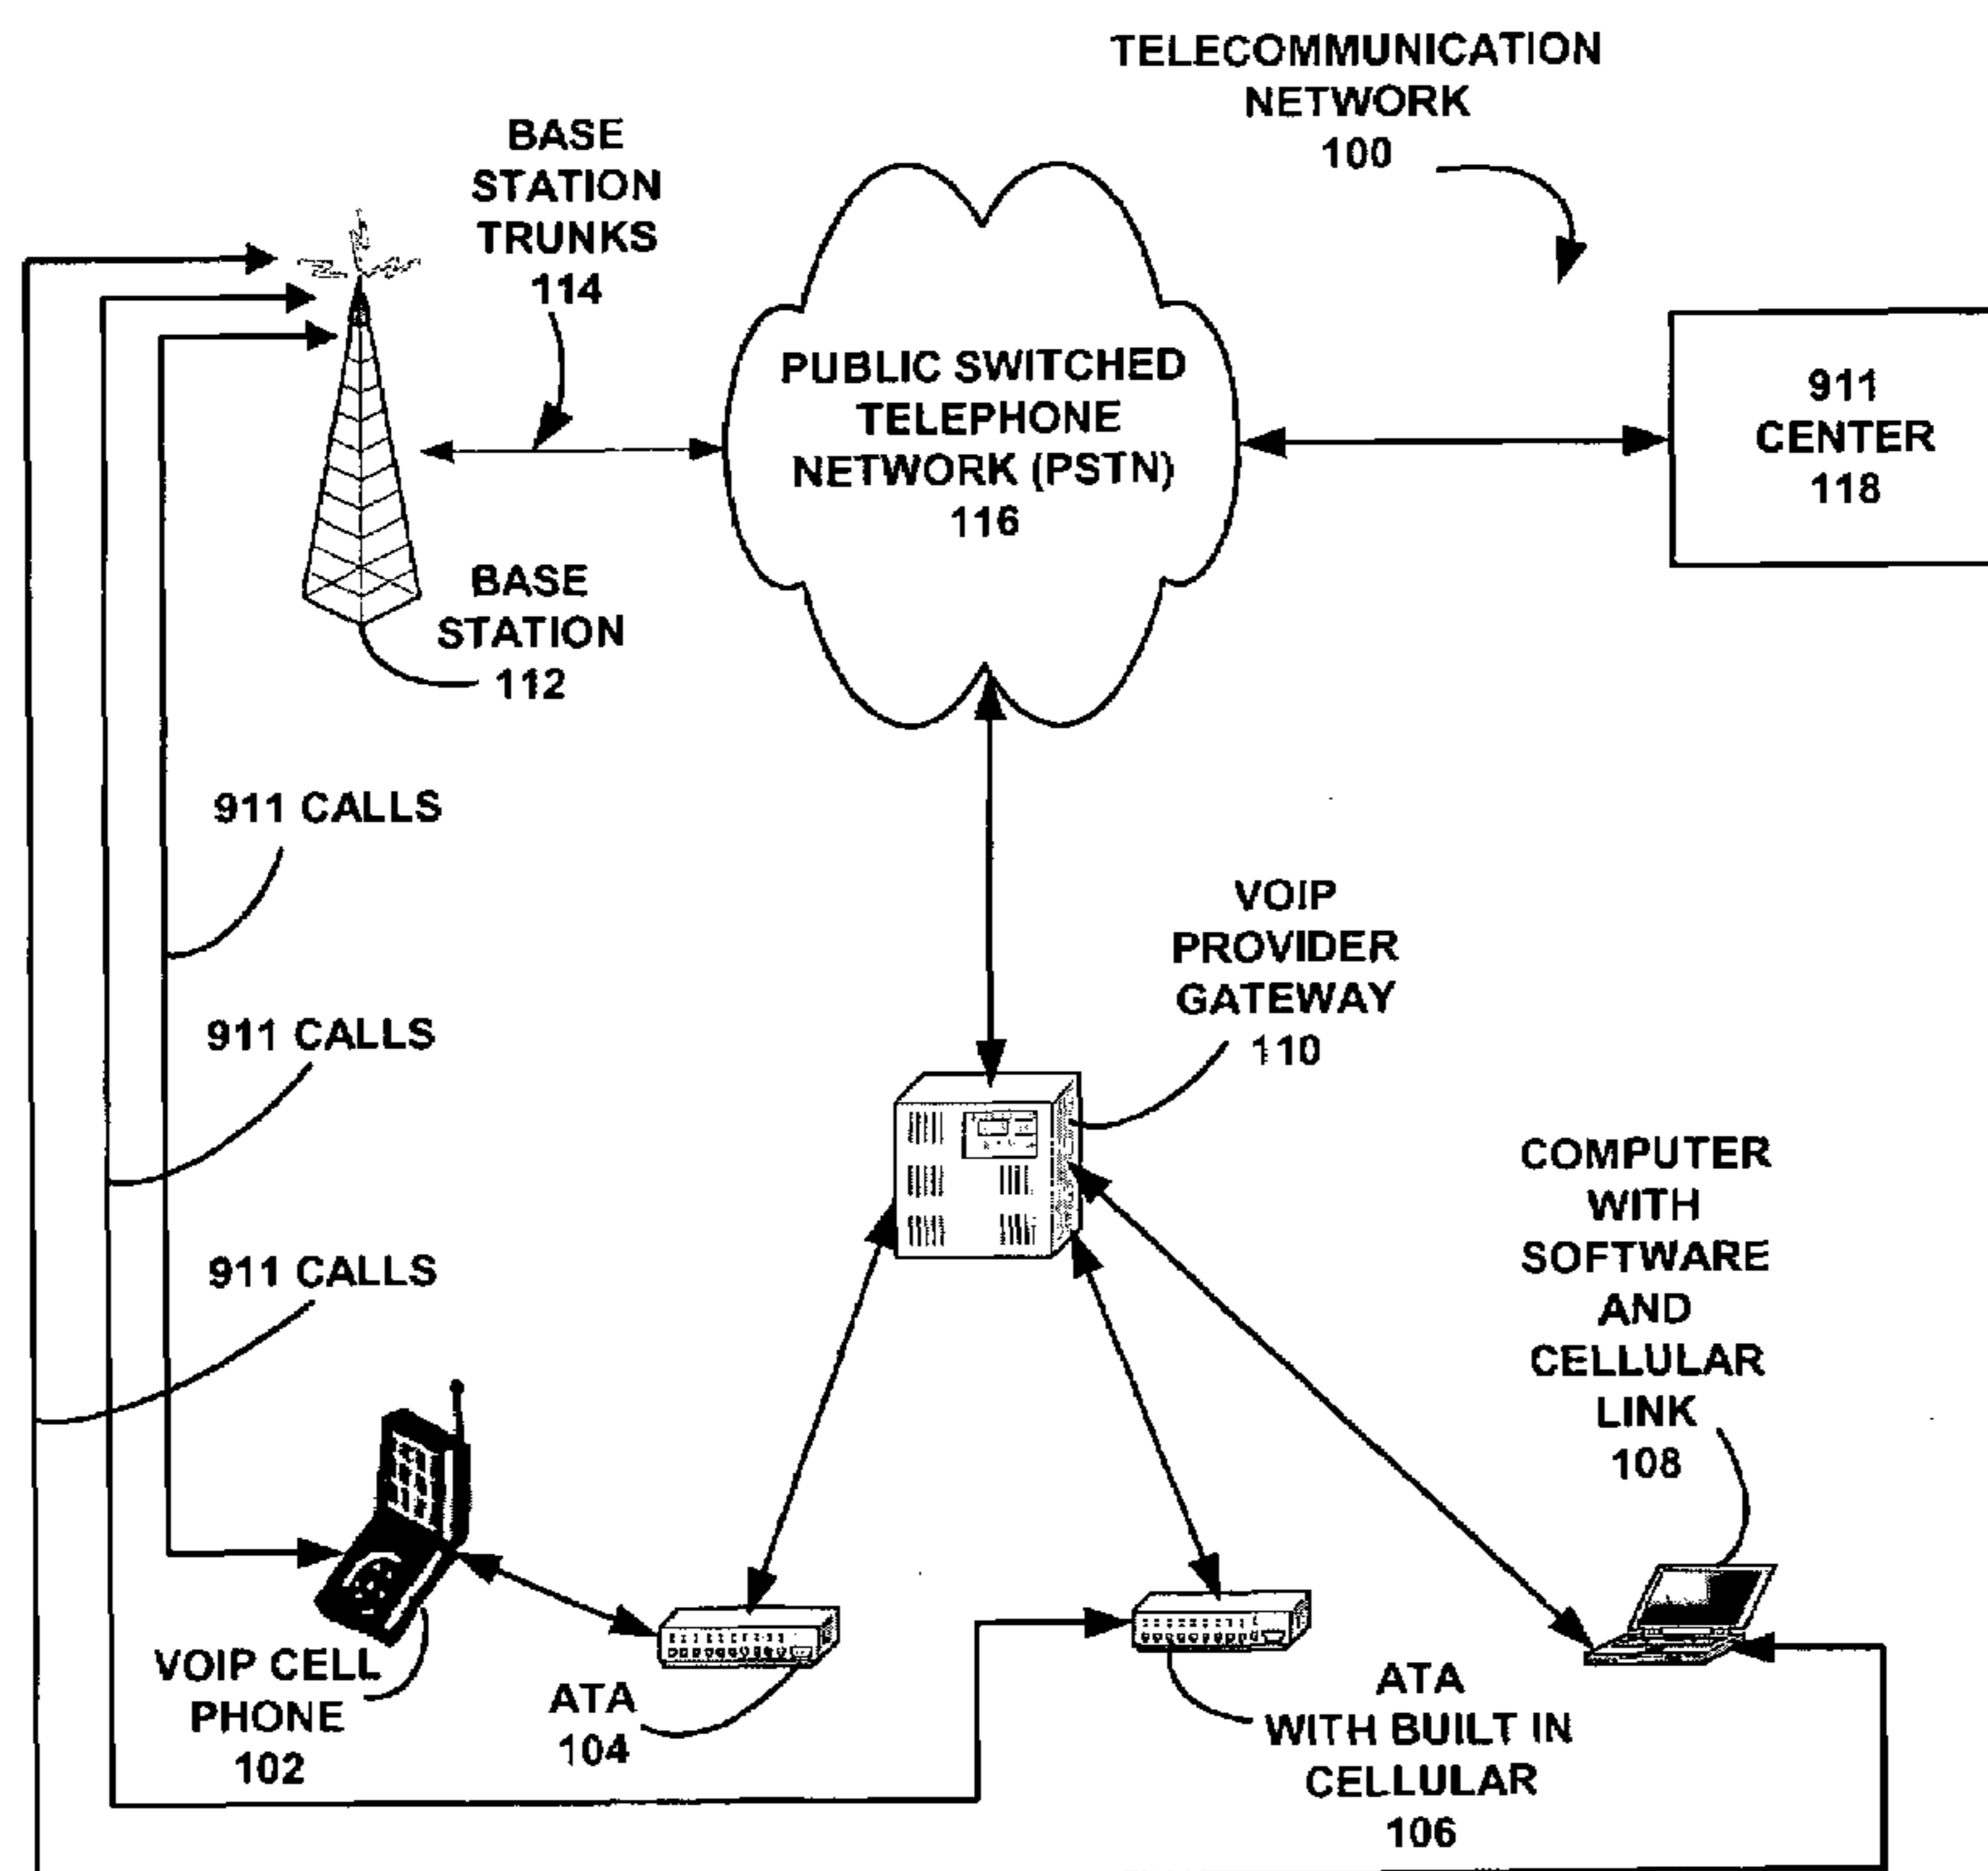 TELECOMMUNICATION
NETWORK
100
BASE
STATION
TRUNKS
114
PUBLIC SWITCHED
TELEPHONE
NETWORK (PSTN)
116
911
CENTER
118
BASE
STATION
112
911 CALLS
VOIP
PROVIDER
GATEWAY
110
911 CALLS
COMPUTER
WITH
SOFTWARE
AND
CELLULAR
LINK
108
911 CALLS
VOIP CELL
PHONE
102
ATA
104
ATA
WITH BUILT IN
CELLULAR
106